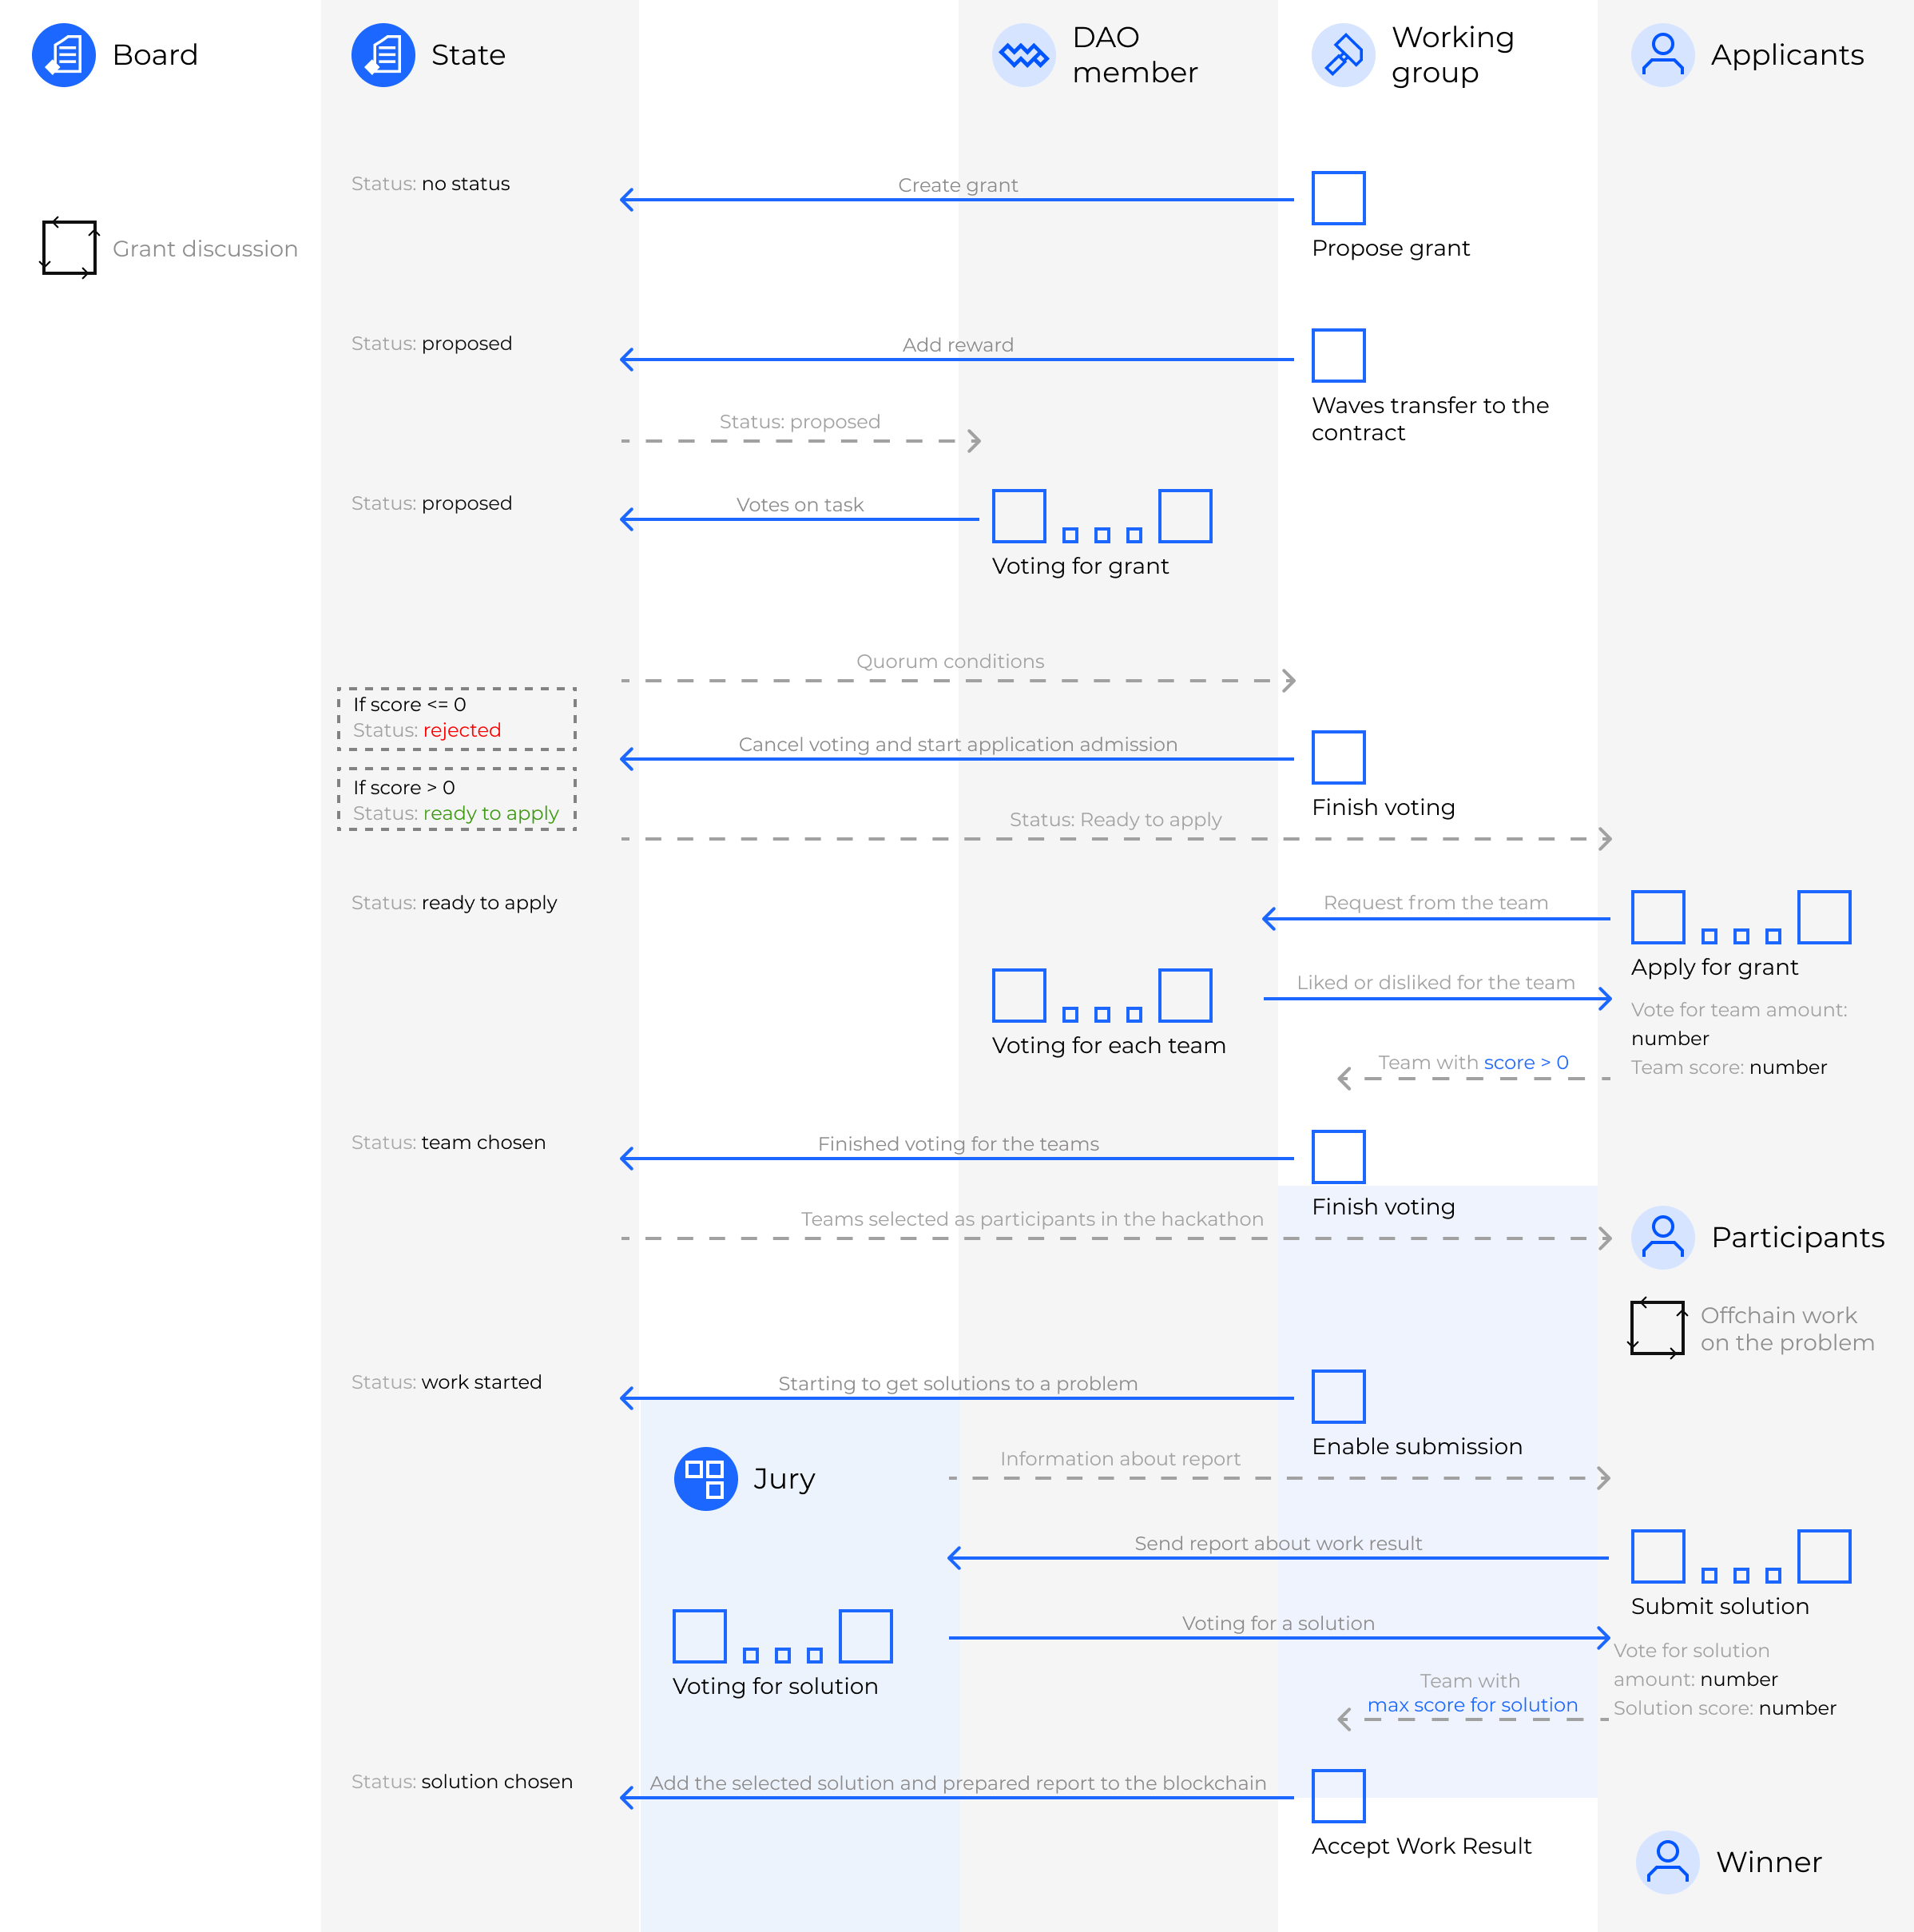 Board
State
DAO
member
Working
group
Applicants
Status: no status
Create grant
Propose grant
Grant discussion
Status: proposed
Add reward
Waves transfer to the
contract
Status: proposed
Status: proposed
Votes on task
Voting for grant
Quorum conditions
If score <= 0
Status: rejected
Cancel voting and start application admission
If score > 0
Status: ready to apply
Finish voting
Status: Ready to apply
Status: ready to apply
Request from the team
Apply for grant
Liked or disliked for the team
Vote for team amount:
number
Team score: number
Voting for each team
Team with score > 0
Status: team chosen
Finished voting for the teams
Finish voting
Teams selected as participants in the hackathon
Participants
Offchain work
on the problem
Status: work started
Starting to get solutions to a problem
Enable submission
Jury
Information about report
Send report about work result
Submit solution
Voting for a solution
Vote for solution
amount: number
Solution score: number
Voting for solution
Team with
max score for solution
Status: solution chosen
Add the selected solution and prepared report to the blockchain
Accept Work Result
Winner